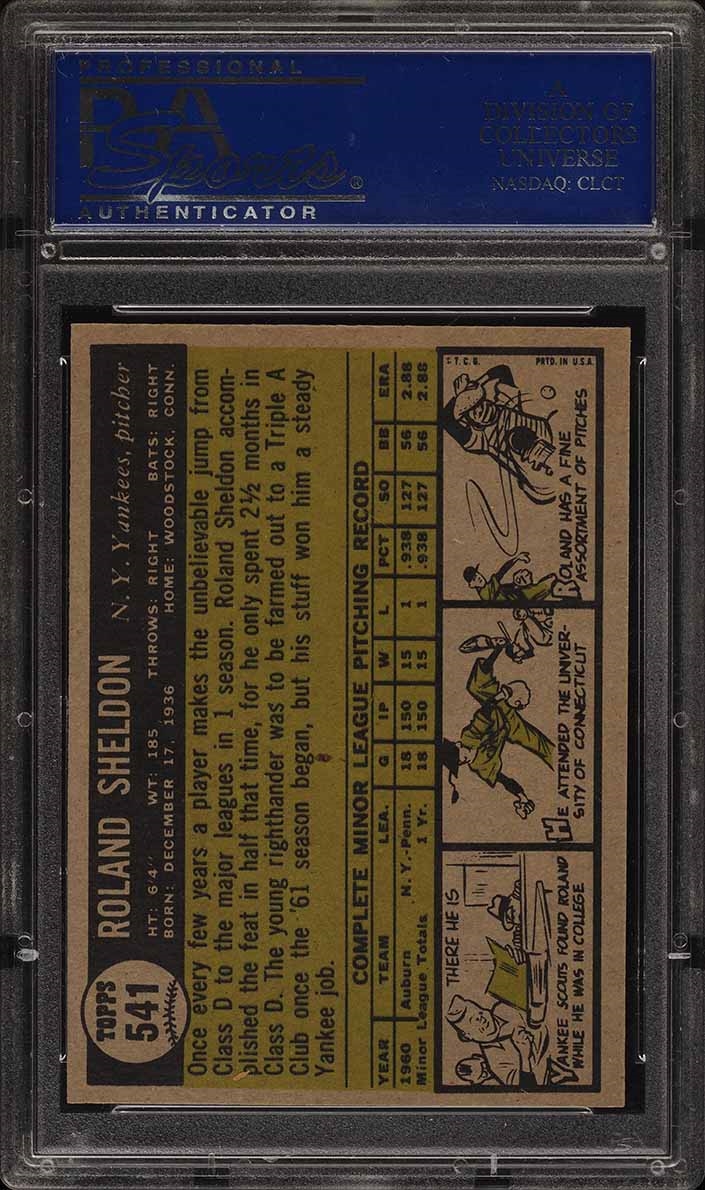 PROFESSIONAL
PSA
Sports®
AUTHENTICATOR
A
DIVISION OF
COLLECTORS
UNIVERSE
NASDAQ: CLCT
TOPPS
541
ROLAND SHELDON N. Y. Yankees, pitcher
HT: 6'4" WT: 185 THROWS: RIGHT BATS: RIGHT
BORN: DECEMBER 17, 1936 HOME: WOODSTOCK, CONN.
Once every few years a player makes the unbelievable jump from
Class D to the major leagues in 1 season. Roland Sheldon accom-
plished the feat in half that time, for he only spent 2½ months in
Class D. The young righthander was to be farmed out to a Triple A
Club once the '61 season began, but his stuff won him a steady
Yankee job.
COMPLETE MINOR LEAGUE PITCHING RECORD
YEAR TEAM LEA. G IP W L PCT SO BB ERA
1960 Auburn N. Y.-Penn. 18 150 15 1 .938 127 56 2.88
Minor League Totals 1 Yr. 18 150 15 1 .938 127 56 2.88
THERE HE IS
YANKEE SCOUTS FOUND ROLAND
WHILE HE WAS IN COLLEGE
HE ATTENDED THE UNIVER-
SITY OF CONNECTICUT
© T. C. G. PRTD. IN U.S.A.
ROLAND HAS A FINE
ASSORTMENT OF PITCHES